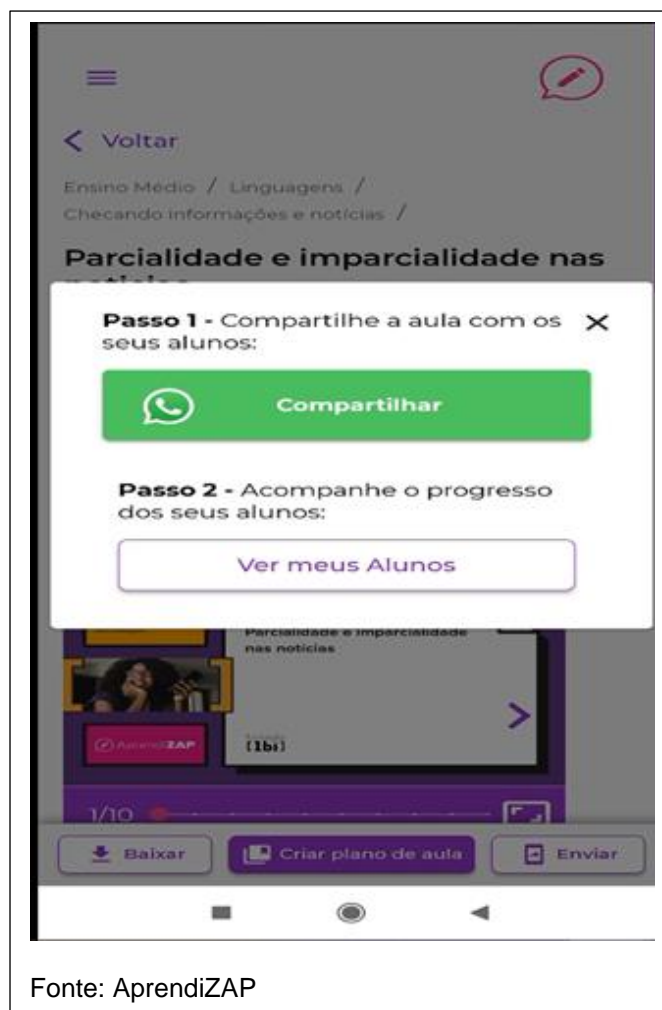 Voltar
Ensino Médio / Linguagens /
Checando informações e notícias /
Parcialidade e imparcialidade nas
notícias
Passo 1 - Compartilhe a aula com os
seus alunos:
Compartilhar
Passo 2 - Acompanhe o progresso
dos seus alunos:
Ver meus Alunos
Parcialidade e imparcialidade
nas notícias
AprendiZAP
[1bi]
1/10
Baixar
Criar plano de aula
Enviar
Fonte: AprendiZAP